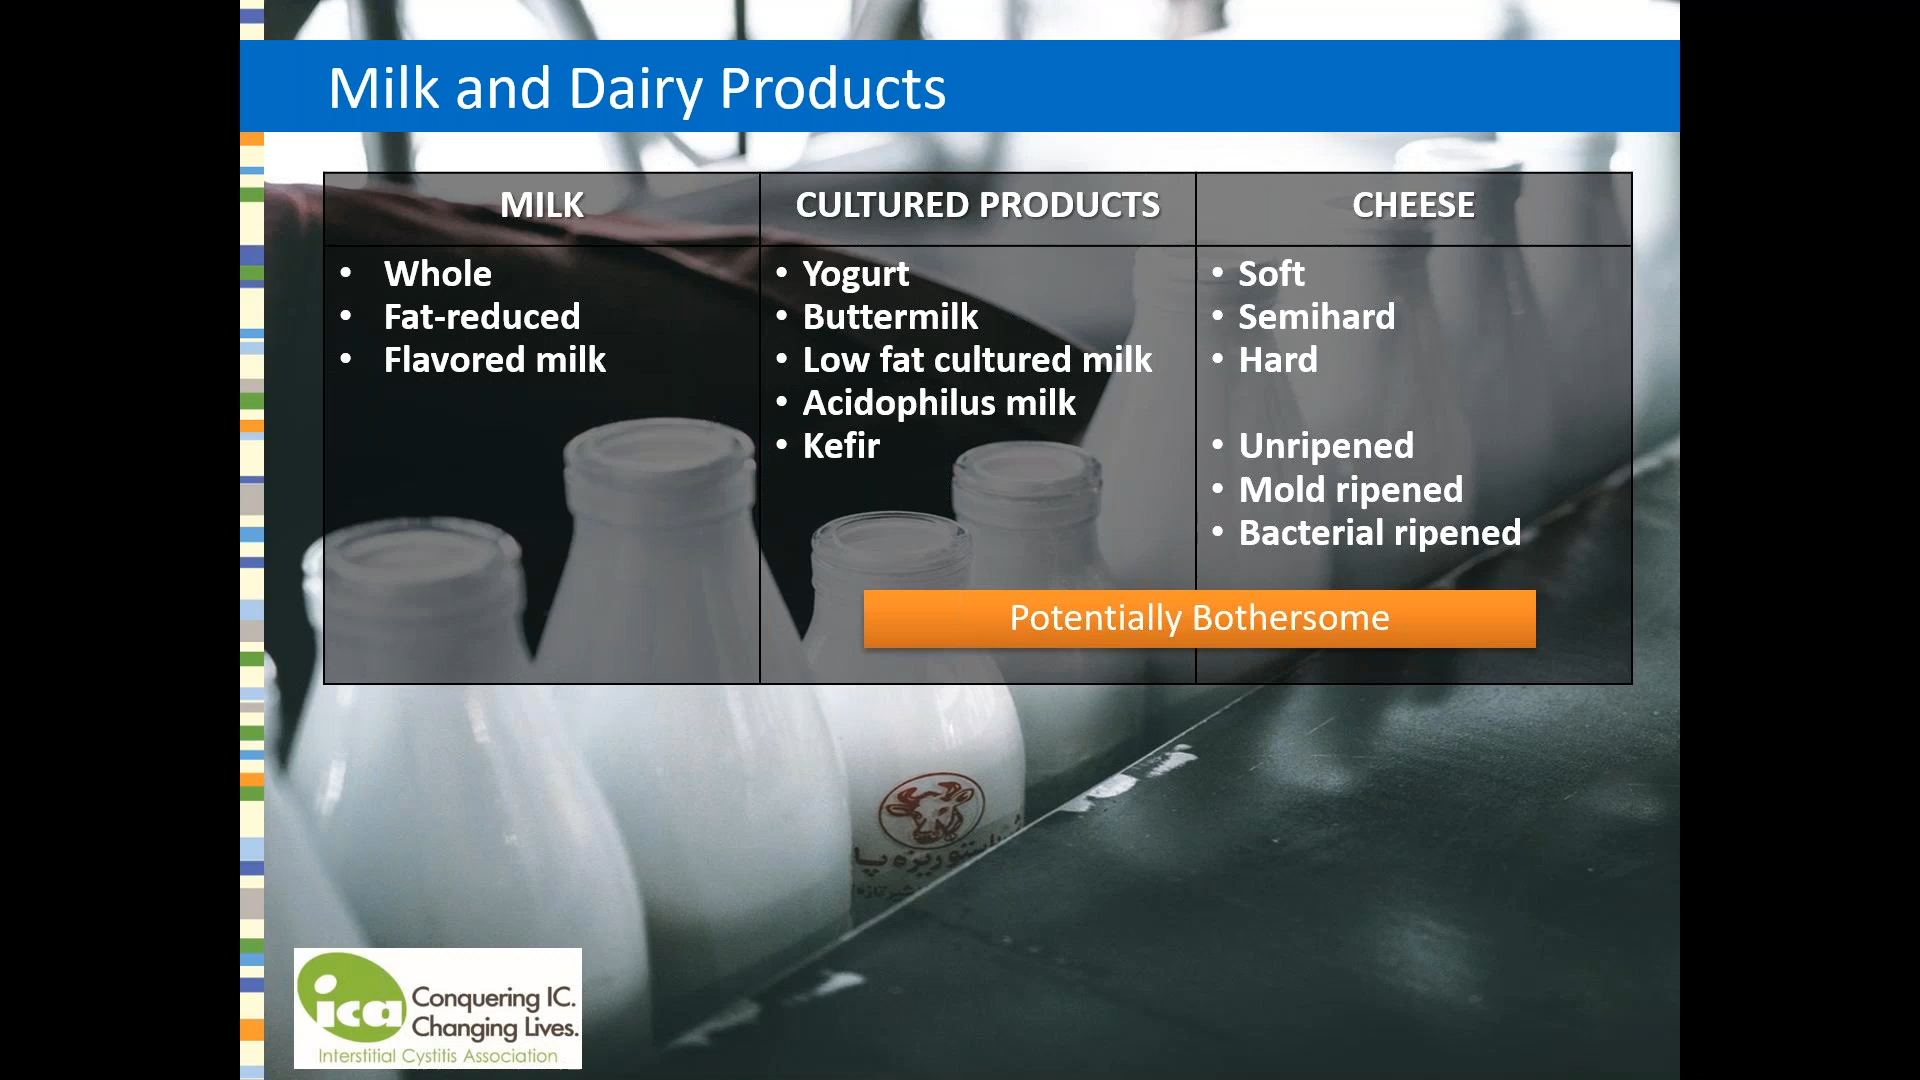 Milk and Dairy Products
MILK
CULTURED PRODUCTS
CHEESE
• Whole
• Fat-reduced
• Flavored milk
• Yogurt
• Buttermilk
• Low fat cultured milk
• Acidophilus milk
• Kefir
• Soft
• Semihard
• Hard
• Unripened
• Mold ripened
• Bacterial ripened
Potentially Bothersome
ica
Conquering IC.
Changing Lives.
Interstitial Cystitis Association